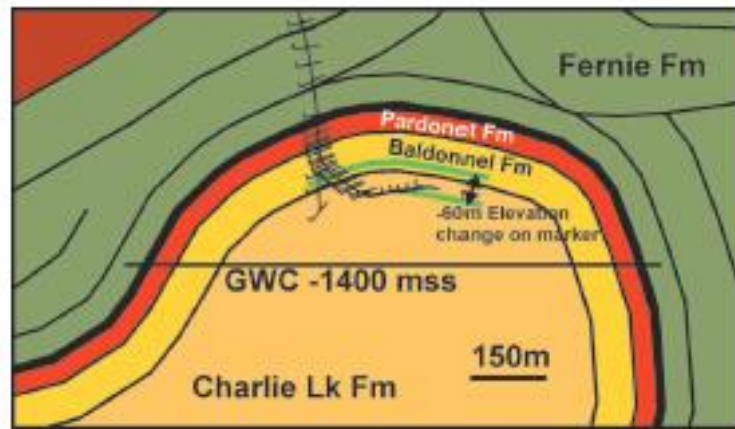 Fernie Fm
Pardonet Fm
Baldonnel Fm
-60m Elevation
change on marker
GWC -1400 mss
150m
Charlie Lk Fm